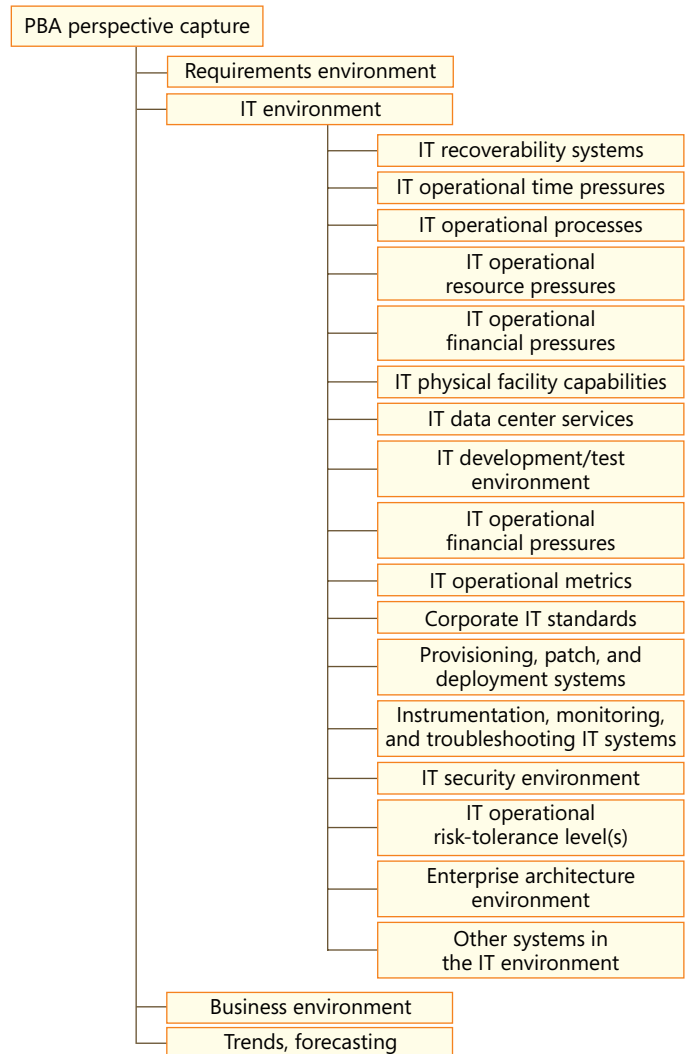 PBA perspective capture
Requirements environment
IT environment
IT recoverability systems
IT operational time pressures
IT operational processes
IT operational
resource pressures
IT operational
financial pressures
IT physical facility capabilities
IT data center services
IT development/test
environment
IT operational
financial pressures
IT operational metrics
Corporate IT standards
Provisioning, patch, and
deployment systems
Instrumentation, monitoring,
and troubleshooting IT systems
IT security environment
IT operational
risk-tolerance level(s)
Enterprise architecture
environment
Other systems in
the IT environment
Business environment
Trends, forecasting